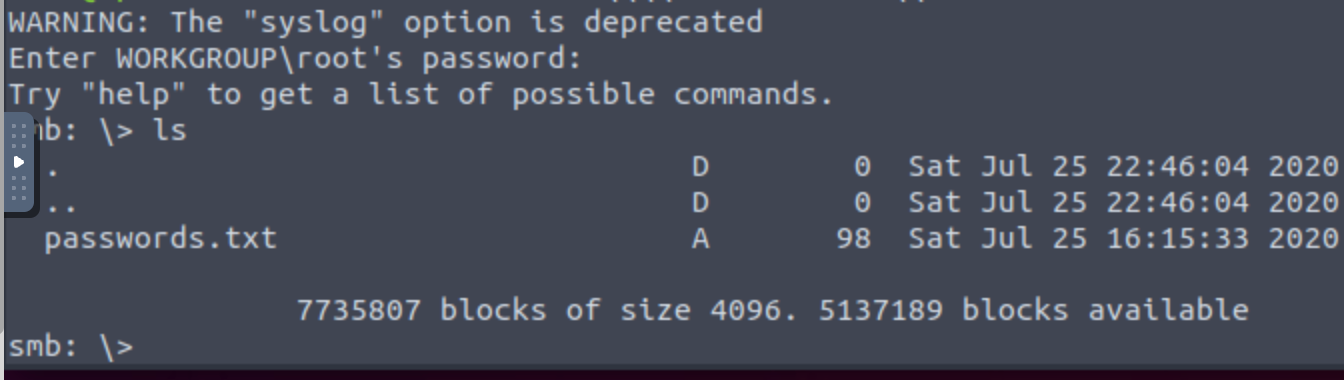 WARNING: The "syslog" option is deprecated
Enter WORKGROUP\root's password:
Try "help" to get a list of possible commands.
mb: \> ls
. D 0 Sat Jul 25 22:46:04 2020
.. D 0 Sat Jul 25 22:46:04 2020
passwords.txt A 98 Sat Jul 25 16:15:33 2020
7735807 blocks of size 4096. 5137189 blocks available
smb: \>